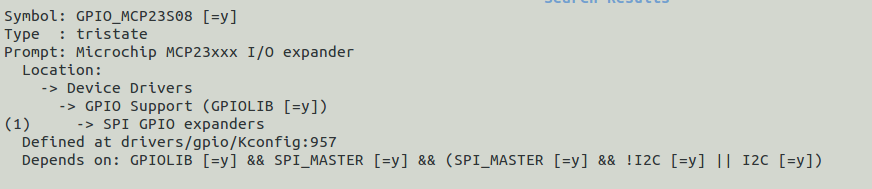 Search Results
Symbol: GPIO_MCP23S08 [=y]
Type  : tristate
Prompt: Microchip MCP23xxx I/O expander
  Location:
    -> Device Drivers
      -> GPIO Support (GPIOLIB [=y])
(1)     -> SPI GPIO expanders
  Defined at drivers/gpio/Kconfig:957
  Depends on: GPIOLIB [=y] && SPI_MASTER [=y] && (SPI_MASTER [=y] && !I2C [=y] || I2C [=y])